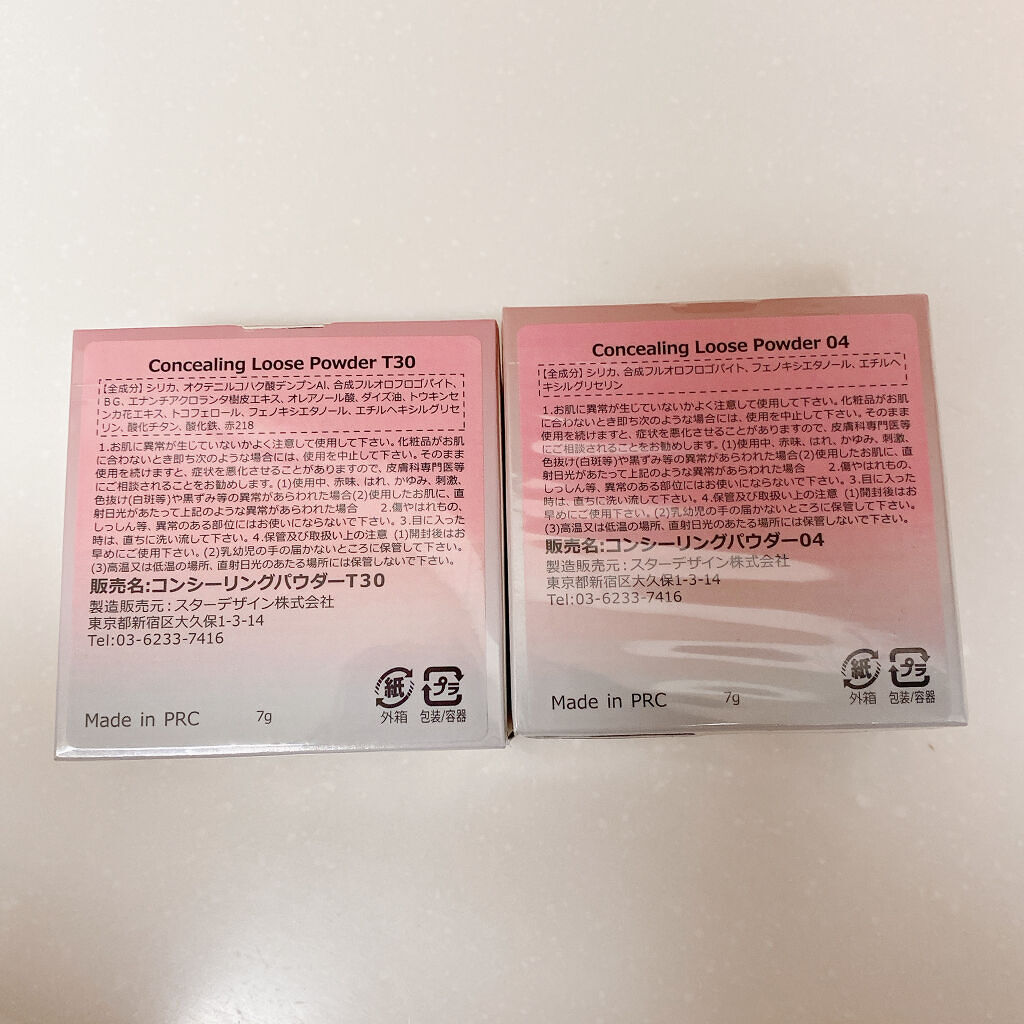 Concealing Loose Powder T30
【全成分】シリカ、オクテニルコハク酸デンプンAl、合成フルオロフロゴパイト、
BG、エナンチアクロランタ樹皮エキス、オレアノール酸、ダイズ油、トウキンセ
ンカ花エキス、トコフェロール、フェノキシエタノール、エチルヘキシルグリセ
リン、酸化チタン、酸化鉄、赤218
1.お肌に異常が生じていないかよく注意して使用して下さい。化粧品がお肌
に合わないとき即ち次のような場合には、使用を中止して下さい。そのまま
使用を続けますと、症状を悪化させることがありますので、皮膚科専門医等
にご相談されることをお勧めします。(1)使用中、赤味、はれ、かゆみ、刺激、
色抜け(白斑等)や黒ずみ等の異常があらわれた場合(2)使用したお肌に、直
射日光があたって上記のような異常があらわれた場合 2.傷やはれもの、
しっしん等、異常のある部位にはお使いにならないで下さい。3.目に入った
時は、直ちに洗い流して下さい。4.保管及び取扱い上の注意 (1)開封後はお
早めにご使用下さい。(2)乳幼児の手の届かないところに保管して下さい。
(3)高温又は低温の場所、直射日光のあたる場所には保管しないで下さい。
販売名:コンシーリングパウダーT30
製造販売元:スターデザイン株式会社
東京都新宿区大久保1-3-14
Tel:03-6233-7416
紙
外箱
プラ
包装/容器
Made in PRC 7g
Concealing Loose Powder 04
【全成分】シリカ、合成フルオロフロゴパイト、フェノキシエタノール、エチルヘ
キシルグリセリン
1.お肌に異常が生じていないかよく注意して使用して下さい。化粧品がお肌
に合わないとき即ち次のような場合には、使用を中止して下さい。そのまま
使用を続けますと、症状を悪化させることがありますので、皮膚科専門医等
にご相談されることをお勧めします。(1)使用中、赤味、はれ、かゆみ、刺激、
色抜け(白斑等)や黒ずみ等の異常があらわれた場合(2)使用したお肌に、直
射日光があたって上記のような異常があらわれた場合 2.傷やはれもの、
しっしん等、異常のある部位にはお使いにならないで下さい。3.目に入った
時は、直ちに洗い流して下さい。4.保管及び取扱い上の注意 (1)開封後はお
早めにご使用下さい。(2)乳幼児の手の届かないところに保管して下さい。
(3)高温又は低温の場所、直射日光のあたる場所には保管しないで下さい。
販売名:コンシーリングパウダー04
製造販売元:スターデザイン株式会社
東京都新宿区大久保1-3-14
Tel:03-6233-7416
紙
外箱
プラ
包装/容器
Made in PRC 7g